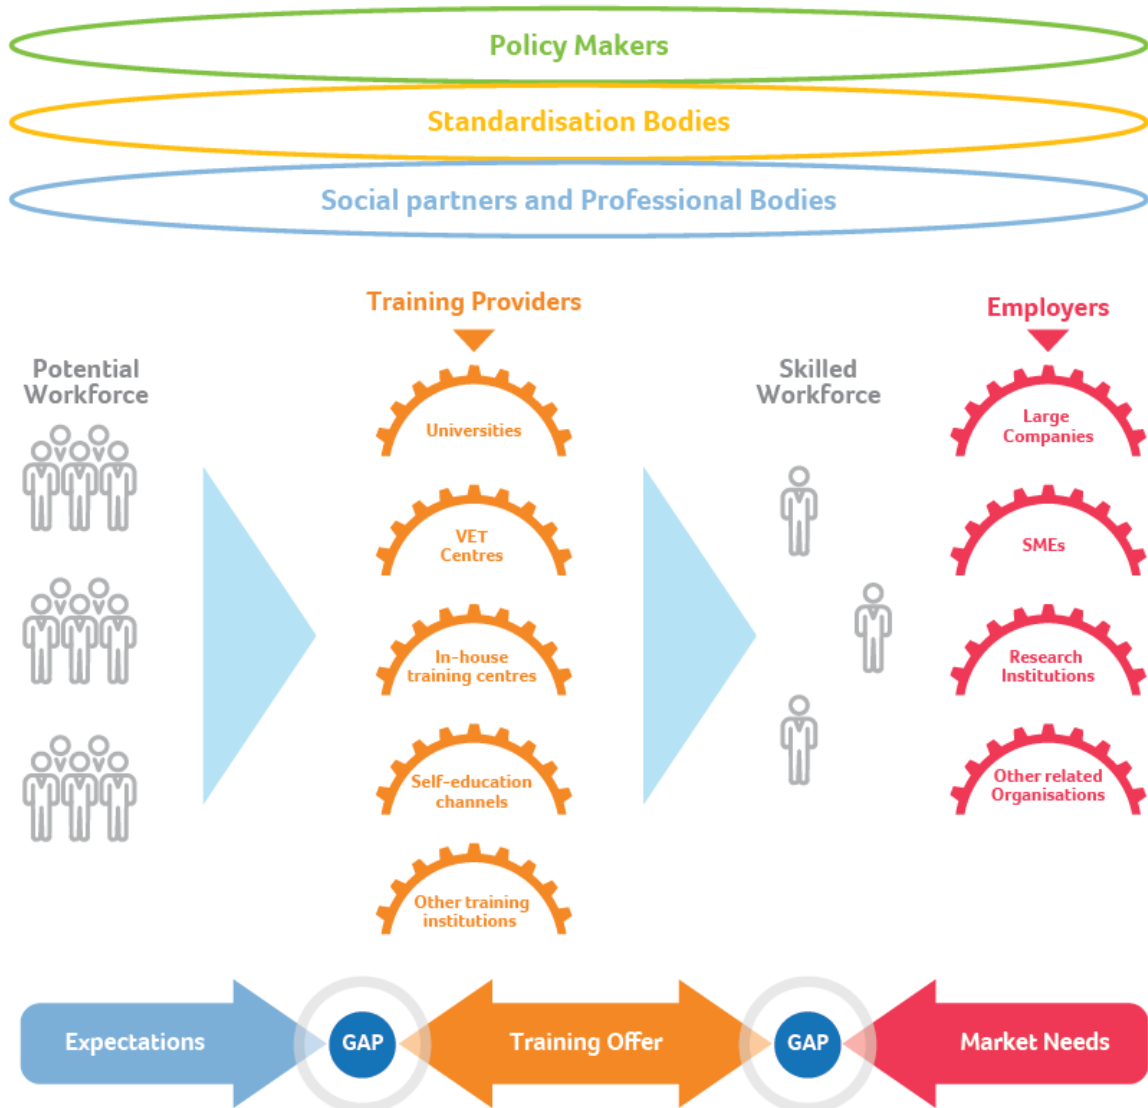 Policy Makers
Standardisation Bodies
Social partners and Professional Bodies
Training Providers
Employers
Potential
Workforce
Skilled
Workforce
Universities
VET
Centres
In-house
training centres
Self-education
channels
Other training
institutions
Large
Companies
SMEs
Research
Institutions
Other related
Organisations
Expectations
GAP
Training Offer
GAP
Market Needs